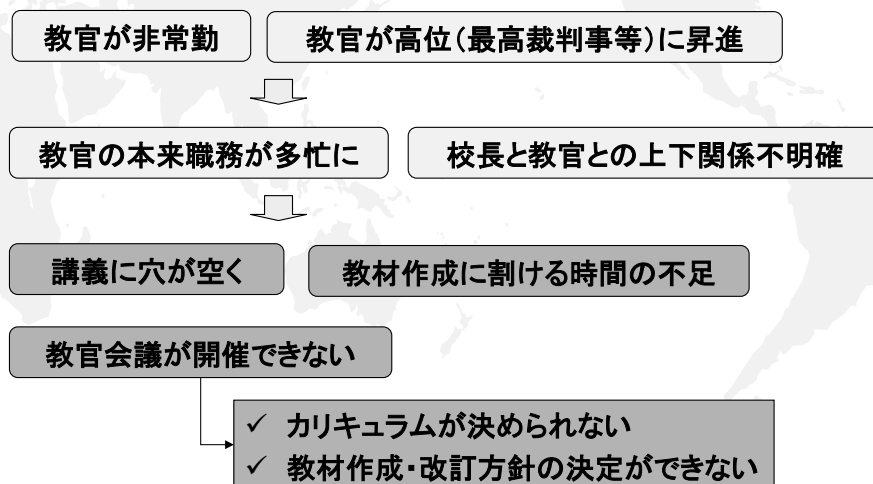 教官が非常勤
教官が高位(最高裁判事等)に昇進
教官の本来職務が多忙に
校長と教官との上下関係不明確
講義に穴が空く
教材作成に割ける時間の不足
教官会議が開催できない
✓ カリキュラムが決められない
✓ 教材作成・改訂方針の決定ができない